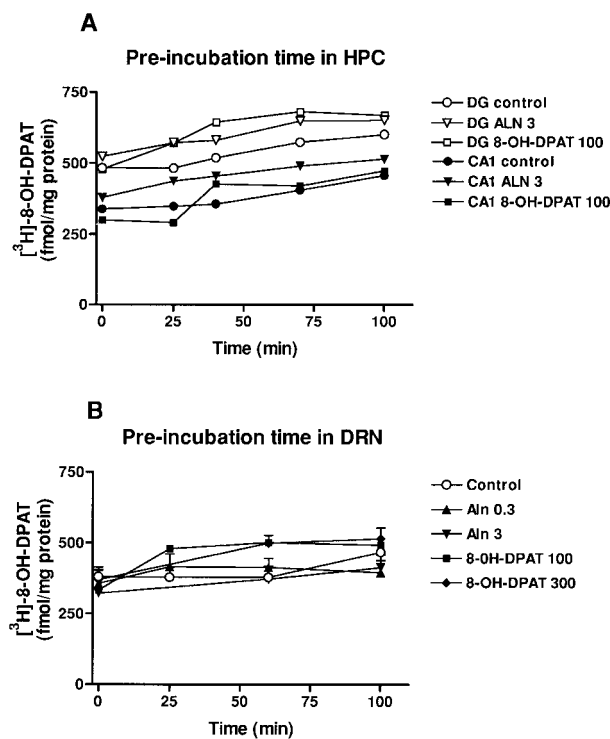 A
Pre-incubation time in HPC
[³H]-8-OH-DPAT
(fmol/mg protein)
750
500
250
0
0 25 50 75 100
Time (min)
DG control
DG ALN 3
DG 8-OH-DPAT 100
CA1 control
CA1 ALN 3
CA1 8-OH-DPAT 100
B
Pre-incubation time in DRN
[³H]-8-OH-DPAT
(fmol/mg protein)
750
500
250
0
0 25 50 75 100
Time (min)
Control
Aln 0.3
Aln 3
8-0H-DPAT 100
8-OH-DPAT 300